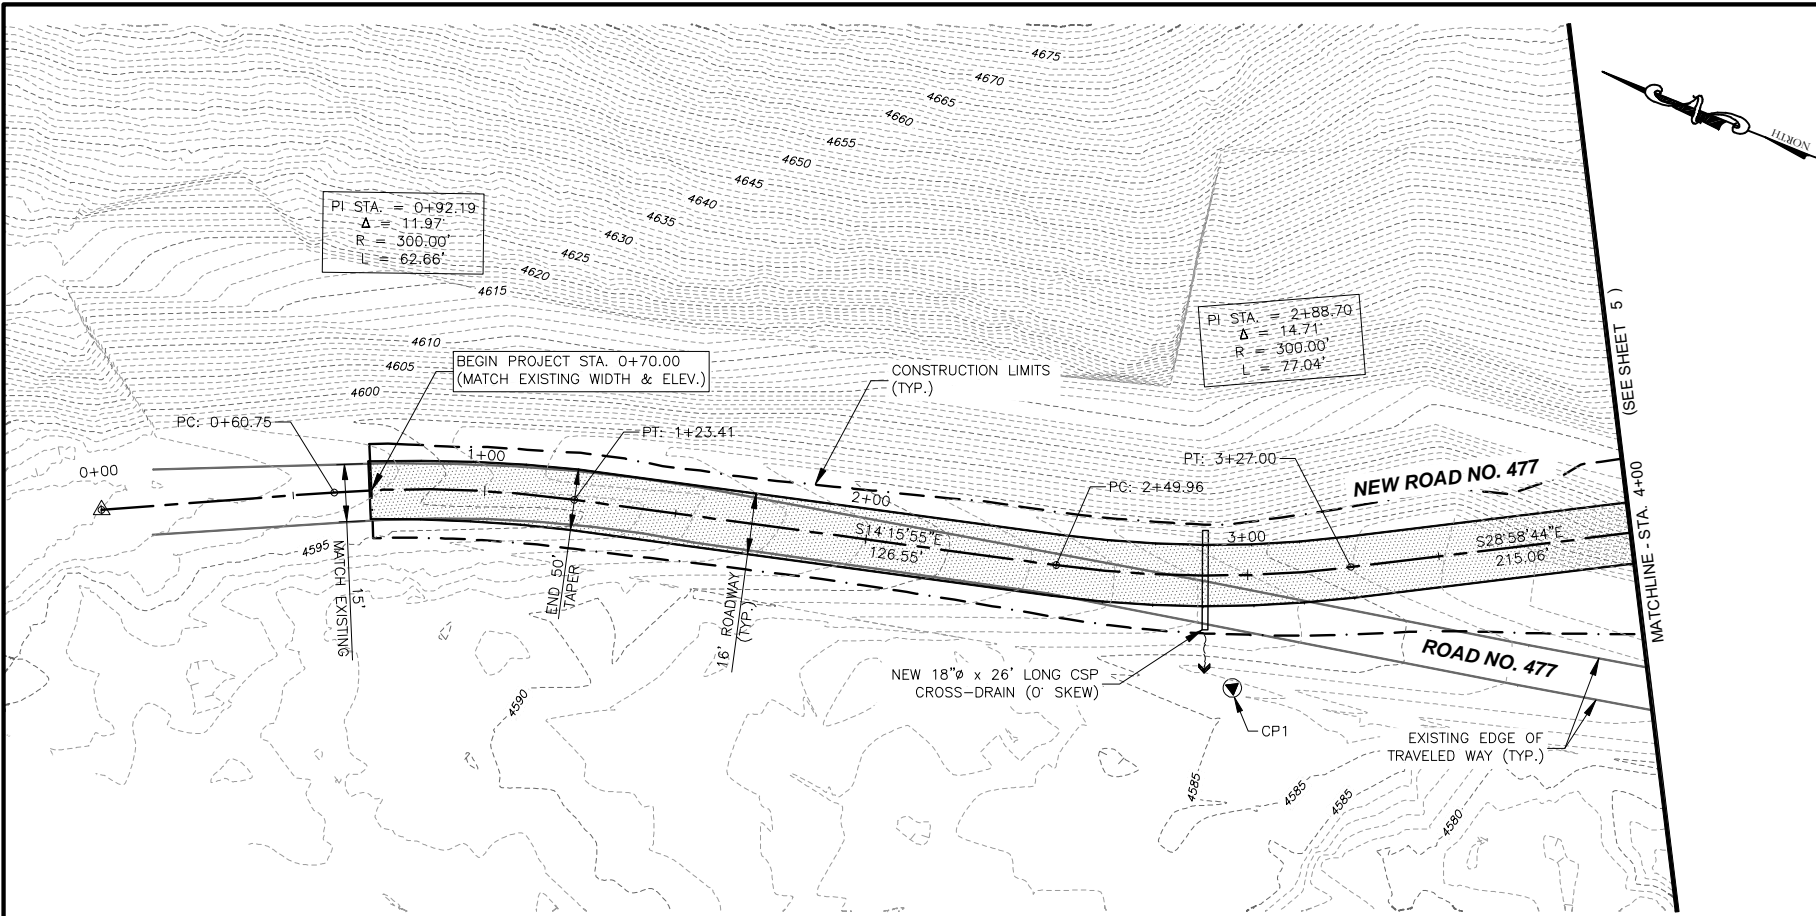 4675
4670
4665
4660
4655
4650
4645
4640
4635
4630
4625
4620
4615
4610
4605
4600
NORTH
PI STA. = 0+92.19
Δ = 11.97°
R = 300.00'
L = 62.66'
PI STA. = 2+88.70
Δ = 14.71°
R = 300.00'
L = 77.04'
BEGIN PROJECT STA. 0+70.00
(MATCH EXISTING WIDTH & ELEV.)
CONSTRUCTION LIMITS
(TYP.)
PC: 0+60.75
PT: 1+23.41
0+00
1+00
2+00
PC: 2+49.96
PT: 3+27.00
3+00
NEW ROAD NO. 477
S14°15'55"E
126.55'
S28°58'44"E
215.06'
MATCHLINE - STA. 4+00
(SEE SHEET 5 )
4595
15'
MATCH EXISTING
END 50'
TAPER
16' ROADWAY
(TYP.)
NEW 18"ø x 26' LONG CSP
CROSS-DRAIN (0° SKEW)
ROAD NO. 477
CP1
EXISTING EDGE OF
TRAVELED WAY (TYP.)
4590
4585
4585
4585
4580